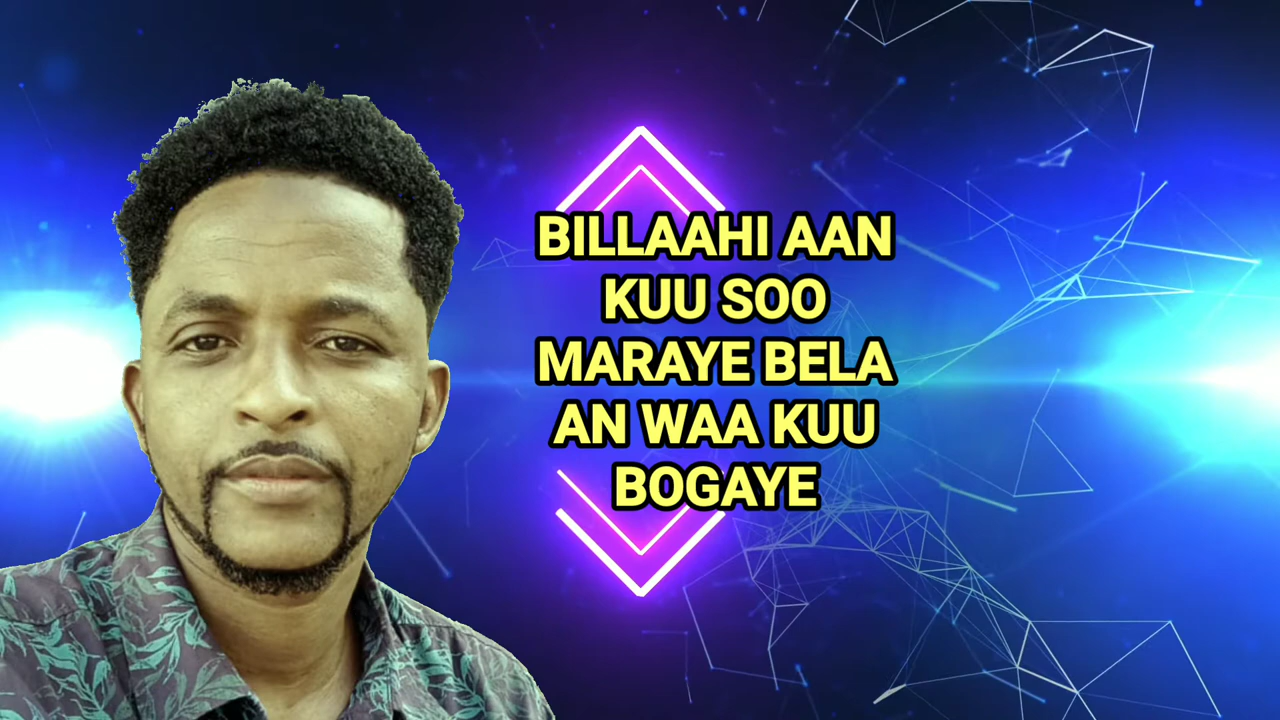 BILLAAHI AAN
KUU SOO
MARAYE BELA
AN WAA KUU
BOGAYE